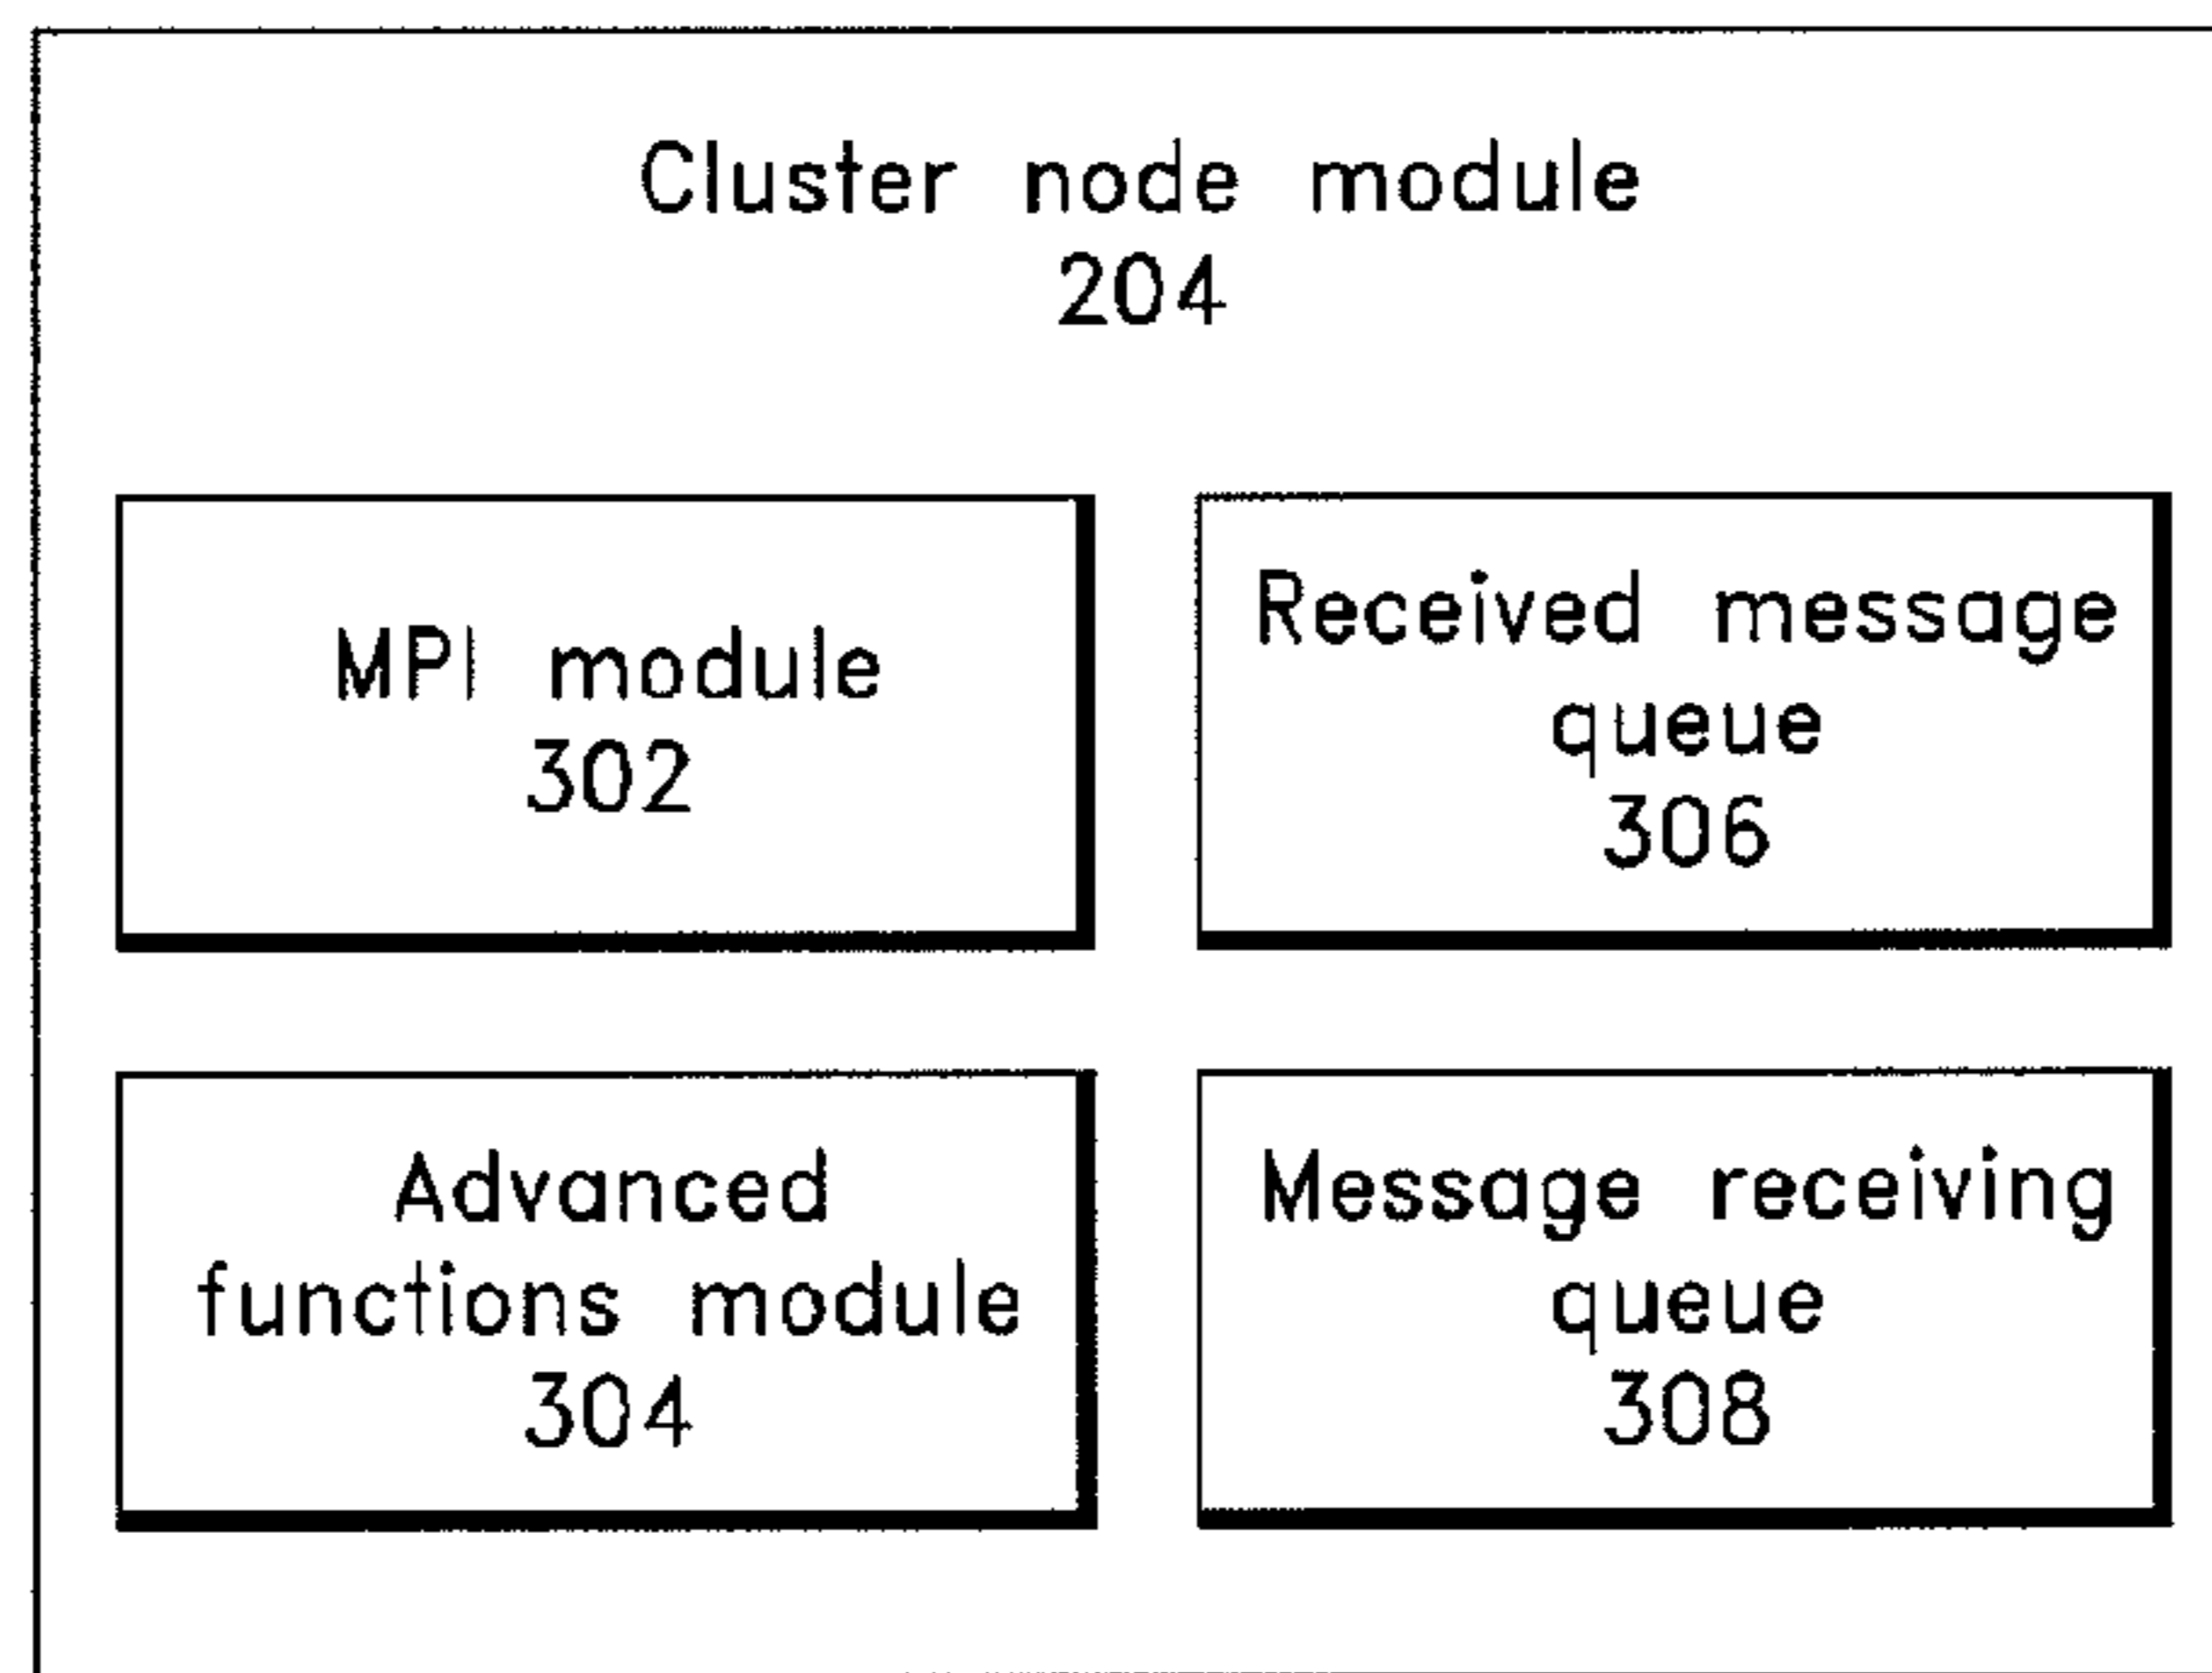 Cluster node module
204
MPI module
302
Received message
queue
306
Advanced
functions module
304
Message receiving
queue
308